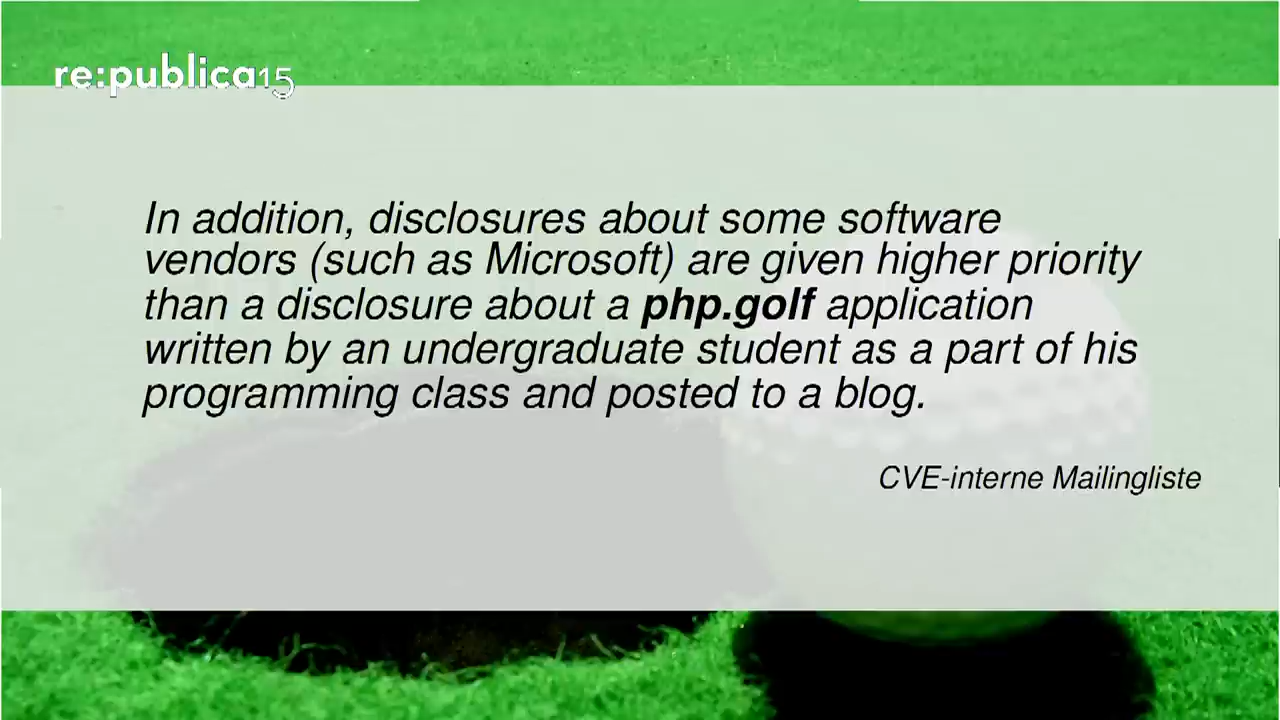 re:publica15
In addition, disclosures about some software
vendors (such as Microsoft) are given higher priority
than a disclosure about a php.golf application
written by an undergraduate student as a part of his
programming class and posted to a blog.
CVE-interne Mailingliste